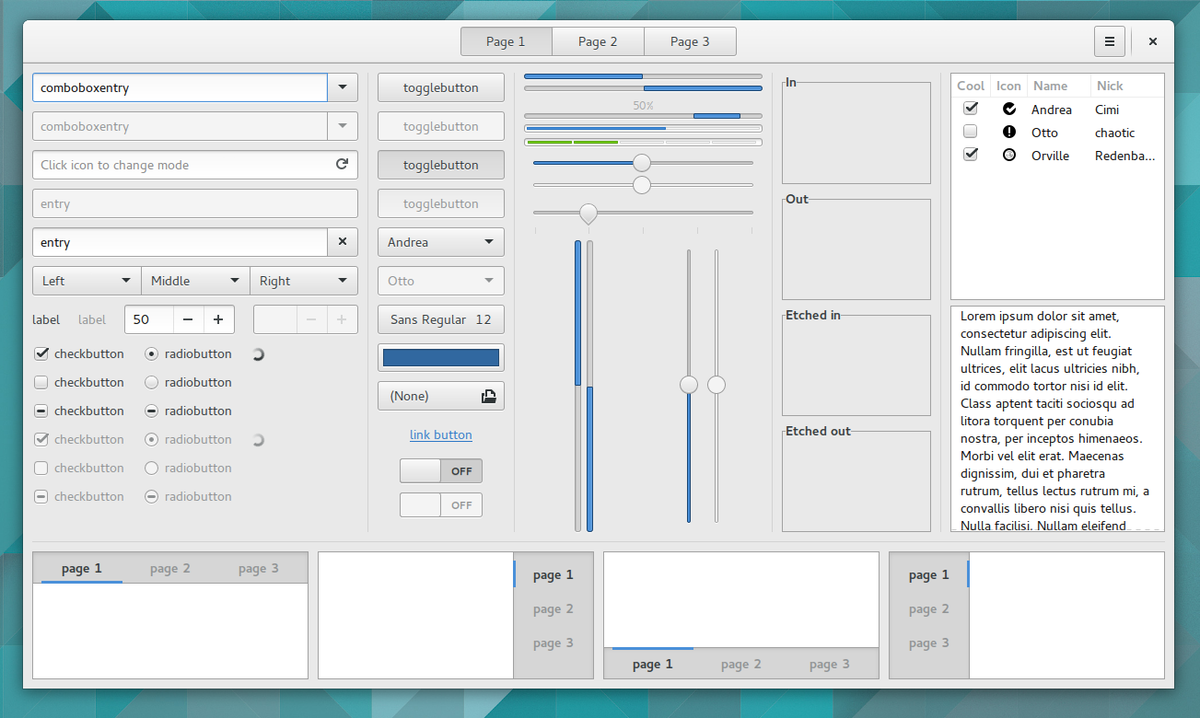 Page 1 Page 2 Page 3
comboboxentry
comboboxentry
Click icon to change mode
entry
entry
Left Middle Right
label label 50
checkbutton radiobutton
checkbutton radiobutton
checkbutton radiobutton
checkbutton radiobutton
checkbutton radiobutton
checkbutton radiobutton
togglebutton
togglebutton
togglebutton
togglebutton
Andrea
Otto
Sans Regular 12
(None)
link button
OFF
OFF
50%
In
Out
Etched in
Etched out
Cool Icon Name Nick
Andrea Cimi
Otto chaotic
Orville Redenba...
Lorem ipsum dolor sit amet,
consectetur adipiscing elit.
Nullam fringilla, est ut feugiat
ultrices, elit lacus ultricies nibh,
id commodo tortor nisi id elit.
Class aptent taciti sociosqu ad
litora torquent per conubia
nostra, per inceptos himenaeos.
Morbi vel elit erat. Maecenas
dignissim, dui et pharetra
rutrum, tellus lectus rutrum mi, a
convallis libero nisi quis tellus.
Nulla facilisi. Nullam eleifend
page 1 page 2 page 3
page 1
page 2
page 3
page 1 page 2 page 3
page 1
page 2
page 3